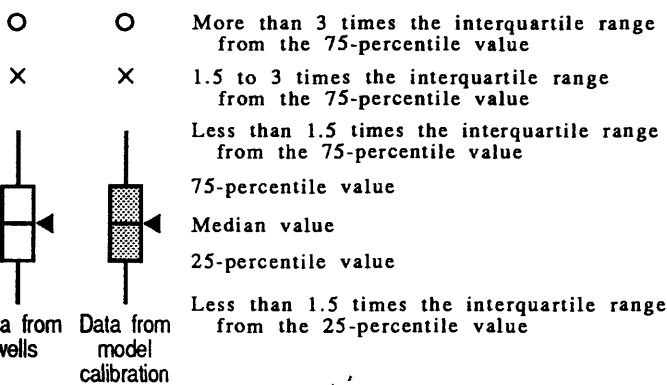 More than 3 times the interquartile range
from the 75-percentile value
1.5 to 3 times the interquartile range
from the 75-percentile value
Less than 1.5 times the interquartile range
from the 75-percentile value
75-percentile value
Median value
25-percentile value
Less than 1.5 times the interquartile range
from the 25-percentile value
a from
wells
Data from
model
calibration